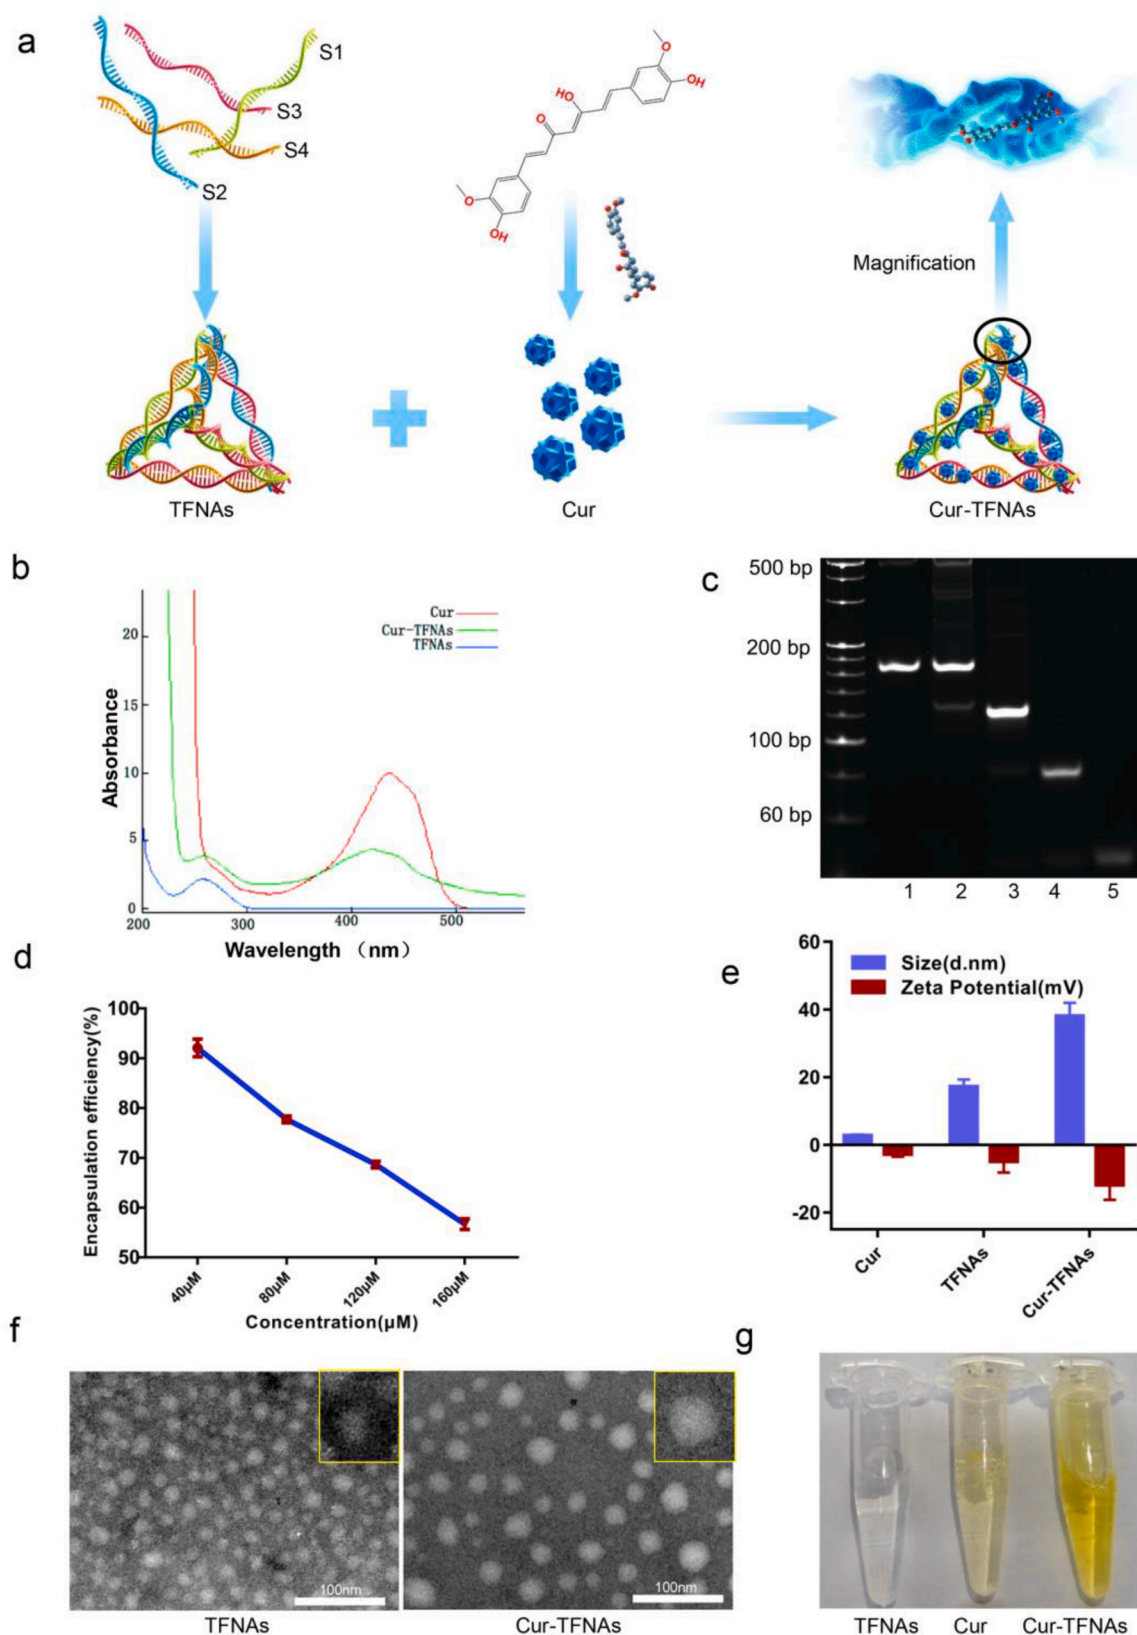 a
S1
S3
S4
S2
O
OH
HO
O
O
OH
Magnification
TFNAs
Cur
Cur-TFNAs
b
Absorbance
20
15
10
5
0
200
300
400
500
Wavelength （nm）
Cur
Cur-TFNAs
TFNAs
c
500 bp
200 bp
100 bp
60 bp
1 2 3 4 5
d
Encapsulation efficiency(%)
100
90
80
70
60
50
40μM
80μM
120μM
160μM
Concentration(μM)
e
60
40
20
0
-20
Size(d.nm)
Zeta Potential(mV)
Cur
TFNAs
Cur-TFNAs
f
100nm
100nm
TFNAs
Cur-TFNAs
g
TFNAs
Cur
Cur-TFNAs